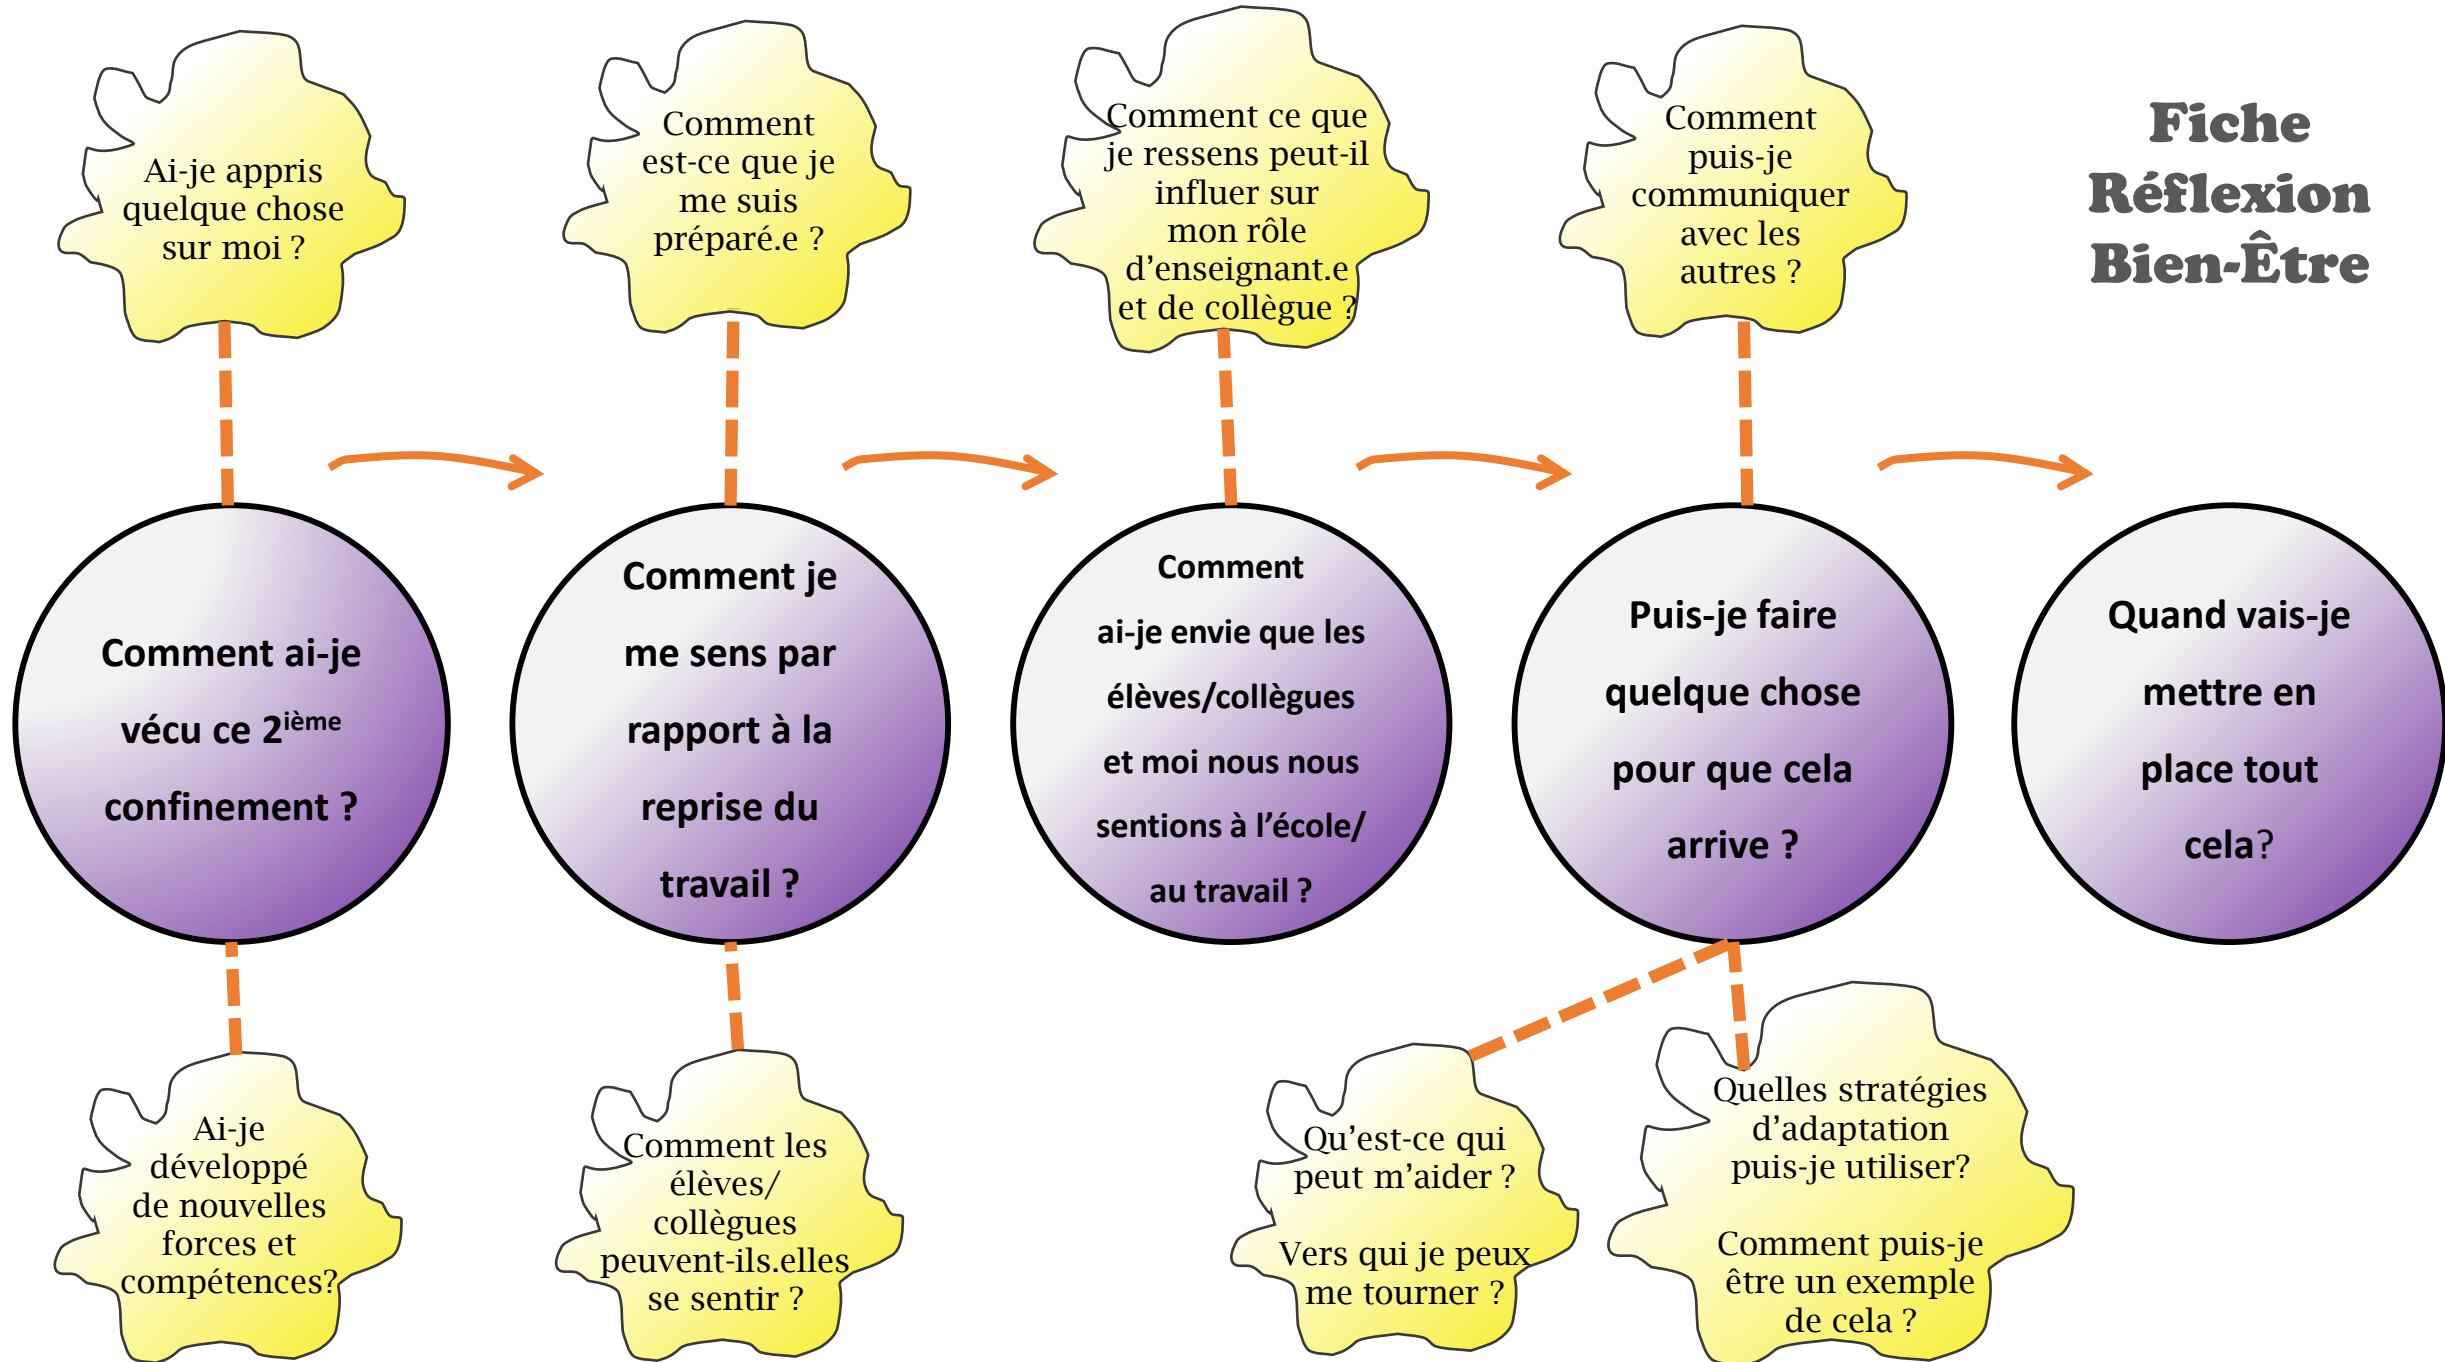 Ai-je appris
quelque chose
sur moi ?
Comment
est-ce que je
me suis
préparé.e ?
Comment ce que
je ressens peut-il
influer sur
mon rôle
d'enseignant.e
et de collègue ?
Comment
puis-je
communiquer
avec les
autres ?
Fiche
Réflexion
Bien-Être
Comment ai-je
vécu ce 2ième
confinement ?
Comment je
me sens par
rapport à la
reprise du
travail ?
Comment
ai-je envie que les
élèves/collègues
et moi nous nous
sentions à l'école/
au travail ?
Puis-je faire
quelque chose
pour que cela
arrive ?
Quand vais-je
mettre en
place tout
cela?
Ai-je
développé
de nouvelles
forces et
compétences?
Comment les
élèves/
collègues
peuvent-ils.elles
se sentir ?
Qu'est-ce qui
peut m'aider ?
Vers qui je peux
me tourner ?
Quelles stratégies
d'adaptation
puis-je utiliser?
Comment puis-je
être un exemple
de cela ?